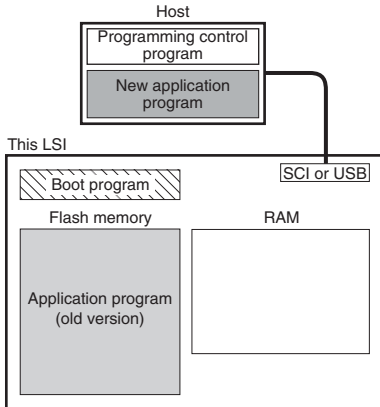 Host
Programming control
program
New application
program
This LSI
SCI or USB
Boot program
Flash memory
RAM
Application program
(old version)